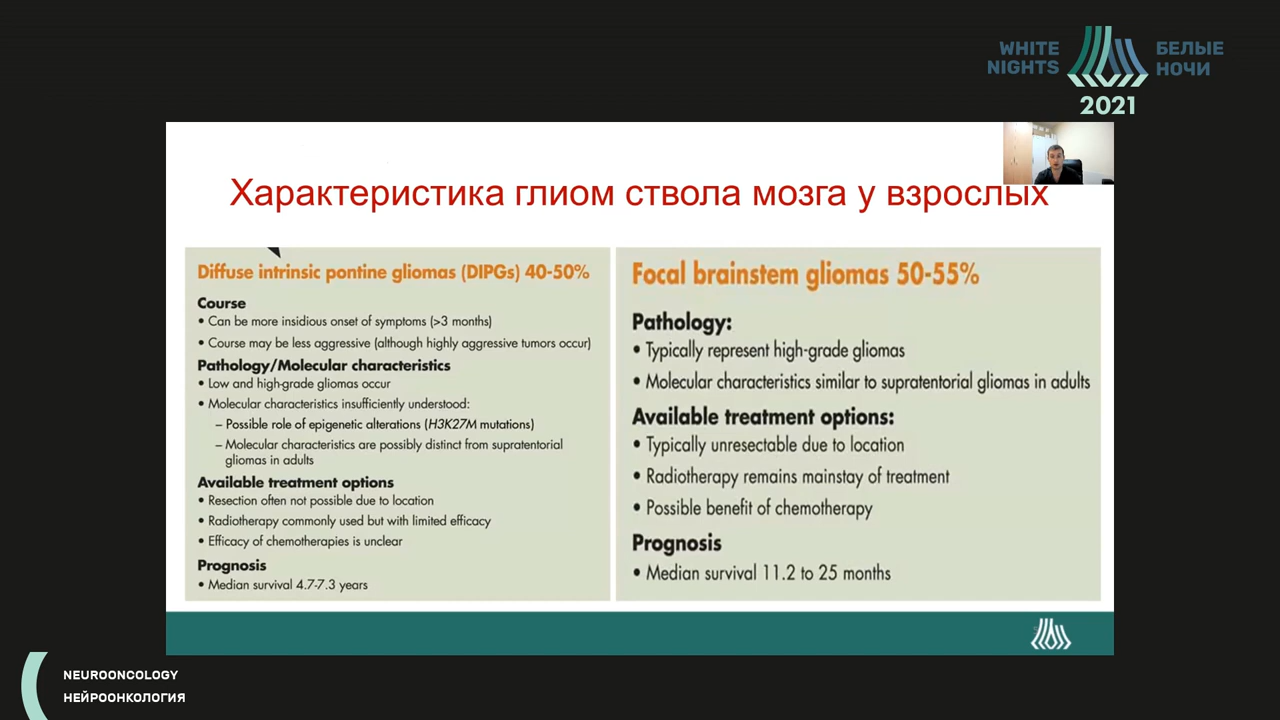 WHITE NIGHTS
БЕЛЫЕ НОЧИ
2021
Характеристика глиом ствола мозга у взрослых
Diffuse intrinsic pontine gliomas (DIPGs) 40-50%
Course
• Can be more insidious onset of symptoms (>3 months)
• Course may be less aggressive (although highly aggressive tumors occur)
Pathology/Molecular characteristics
• Low and high-grade gliomas occur
• Molecular characteristics insufficiently understood:
– Possible role of epigenetic alterations (H3K27M mutations)
– Molecular characteristics are possibly distinct from supratentorial
gliomas in adults
Available treatment options
• Resection often not possible due to location
• Radiotherapy commonly used but with limited efficacy
• Efficacy of chemotherapies is unclear
Prognosis
• Median survival 4.7-7.3 years
Focal brainstem gliomas 50-55%
Pathology:
• Typically represent high-grade gliomas
• Molecular characteristics similar to supratentorial gliomas in adults
Available treatment options:
• Typically unresectable due to location
• Radiotherapy remains mainstay of treatment
• Possible benefit of chemotherapy
Prognosis
• Median survival 11.2 to 25 months
NEUROONCOLOGY
НЕЙРООНКОЛОГИЯ